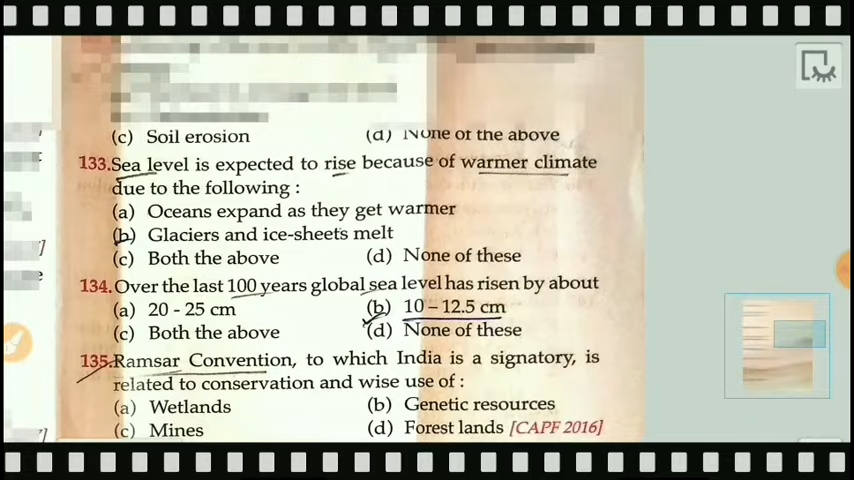 (c) Soil erosion (d) None of the above
133. Sea level is expected to rise because of warmer climate
due to the following :
(a) Oceans expand as they get warmer
(b) Glaciers and ice-sheets melt
(c) Both the above (d) None of these
134. Over the last 100 years global sea level has risen by about
(a) 20 - 25 cm (b) 10 – 12.5 cm
(c) Both the above (d) None of these
135. Ramsar Convention, to which India is a signatory, is
related to conservation and wise use of :
(a) Wetlands (b) Genetic resources
(c) Mines (d) Forest lands [CAPF 2016]